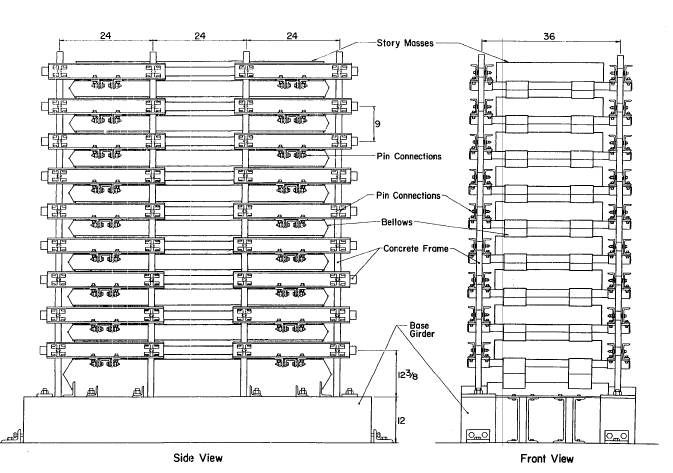 24 24 24
36
Story Masses
9
Pin Connections
Pin Connections
Bellows
Concrete Frame
Base
Girder
12 3/8
12
Side View
Front View